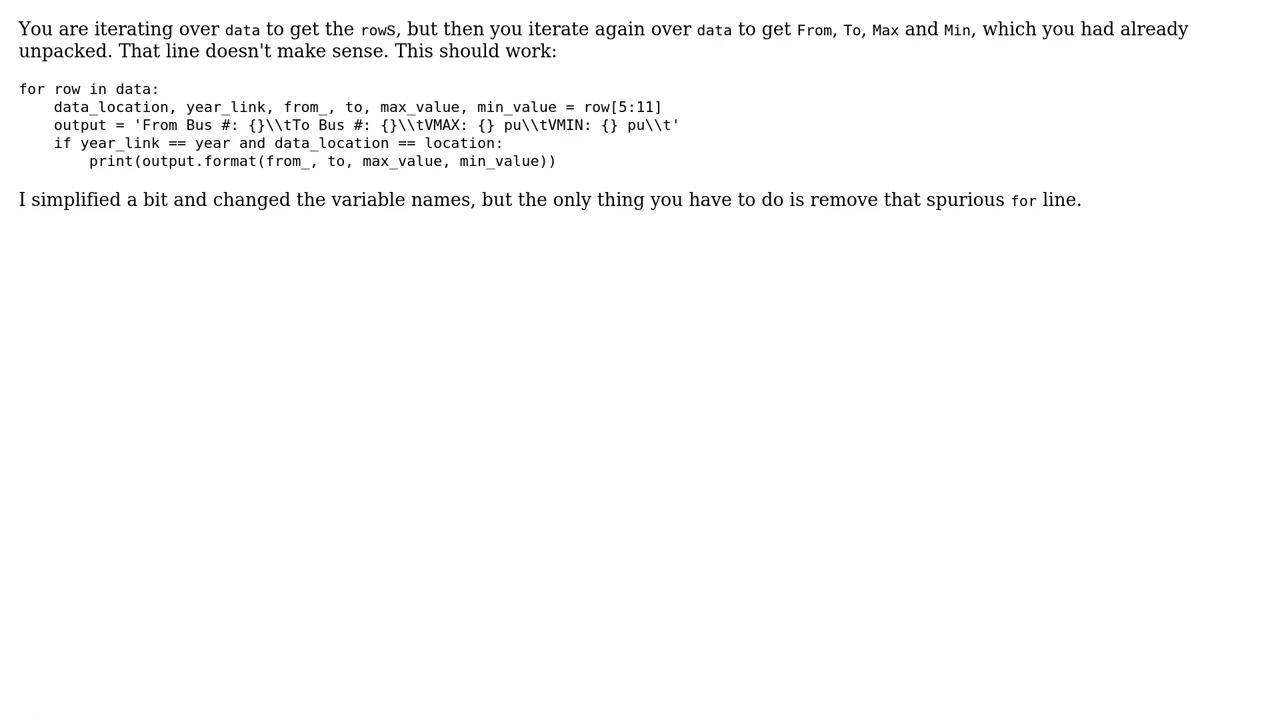 You are iterating over data to get the rows, but then you iterate again over data to get From, To, Max and Min, which you had already
unpacked. That line doesn't make sense. This should work:
for row in data:
    data_location, year_link, from_, to, max_value, min_value = row[5:11]
    output = 'From Bus #: {}\\tTo Bus #: {}\\tVMAX: {} pu\\tVMIN: {} pu\\t'
    if year_link == year and data_location == location:
        print(output.format(from_, to, max_value, min_value))
I simplified a bit and changed the variable names, but the only thing you have to do is remove that spurious for line.